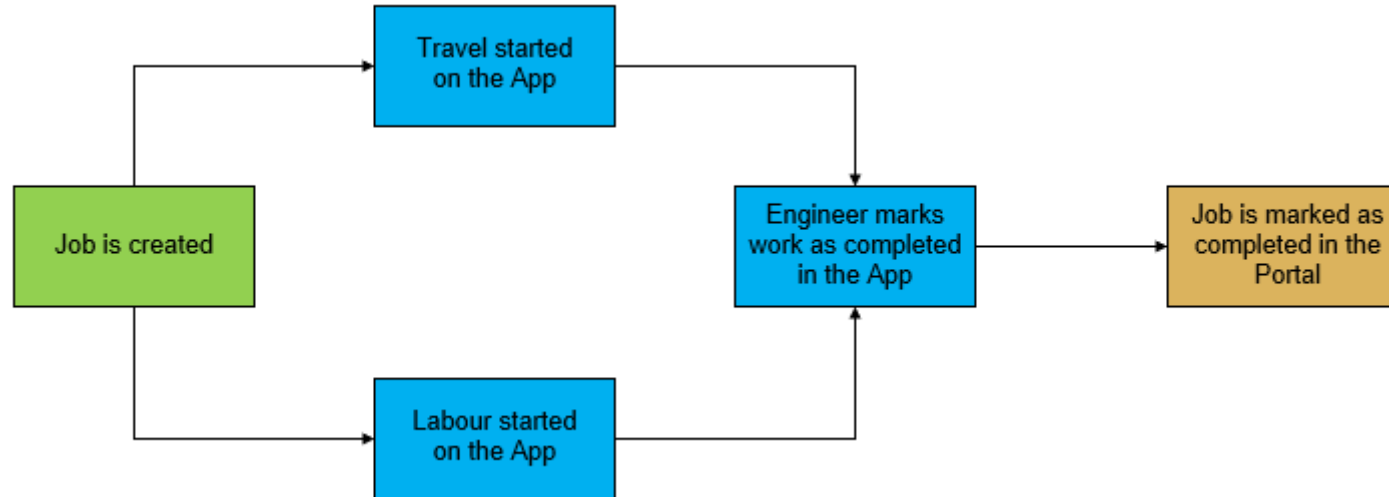 Travel started
on the App
Job is created
Engineer marks
work as completed
in the App
Job is marked as
completed in the
Portal
Labour started
on the App